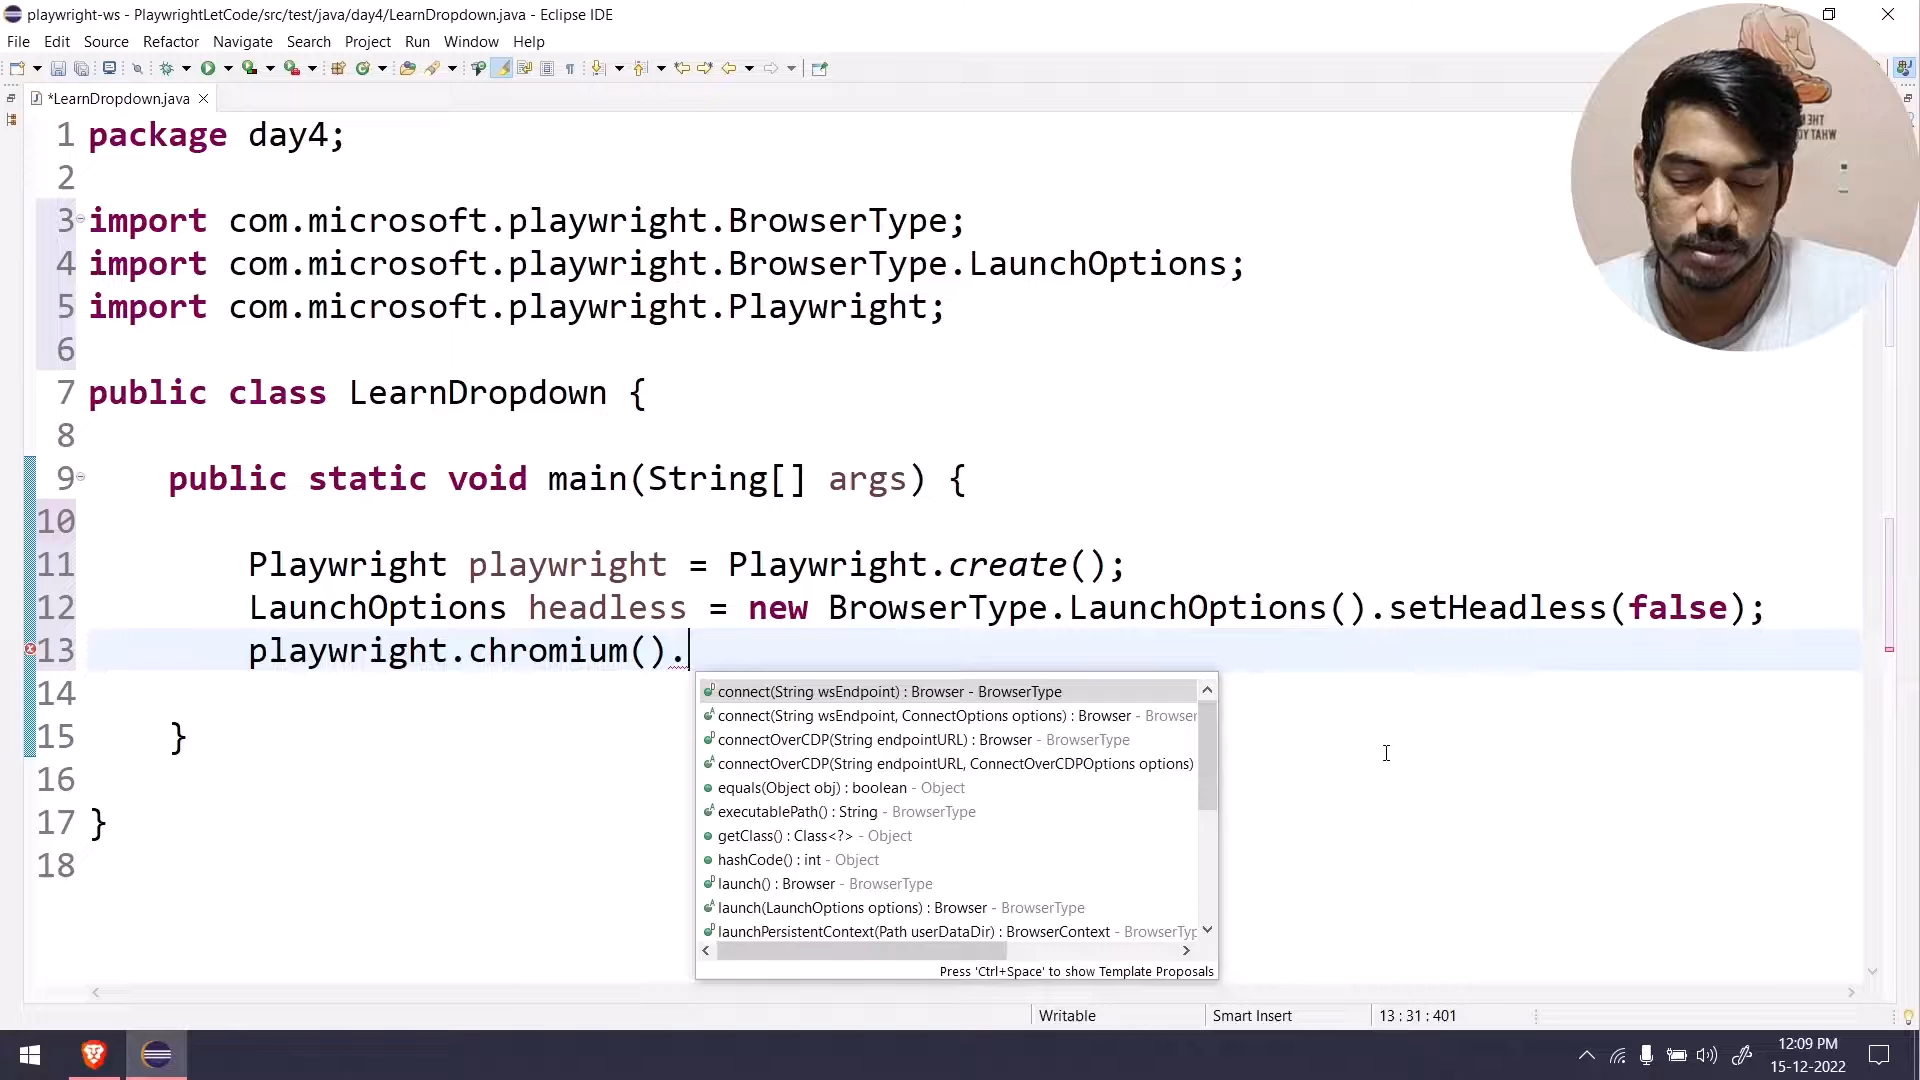 playwright-ws - PlaywrightLetCode/src/test/java/day4/LearnDropdown.java - Eclipse IDE
File Edit Source Refactor Navigate Search Project Run Window Help
*LearnDropdown.java
1 package day4;
2
3 import com.microsoft.playwright.BrowserType;
4 import com.microsoft.playwright.BrowserType.LaunchOptions;
5 import com.microsoft.playwright.Playwright;
6
7 public class LearnDropdown {
8
9 public static void main(String[] args) {
10
11 Playwright playwright = Playwright.create();
12 LaunchOptions headless = new BrowserType.LaunchOptions().setHeadless(false);
13 playwright.chromium().
14
15 }
16
17 }
18
connect(String wsEndpoint) : Browser - BrowserType
connect(String wsEndpoint, ConnectOptions options) : Browser - Browser
connectOverCDP(String endpointURL) : Browser - BrowserType
connectOverCDP(String endpointURL, ConnectOverCDPOptions options)
equals(Object obj) : boolean - Object
executablePath() : String - BrowserType
getClass() : Class<?> - Object
hashCode() : int - Object
launch() : Browser - BrowserType
launch(LaunchOptions options) : Browser - BrowserType
launchPersistentContext(Path userDataDir) : BrowserContext - BrowserTyp
Press 'Ctrl+Space' to show Template Proposals
Writable Smart Insert 13 : 31 : 401
12:09 PM
15-12-2022